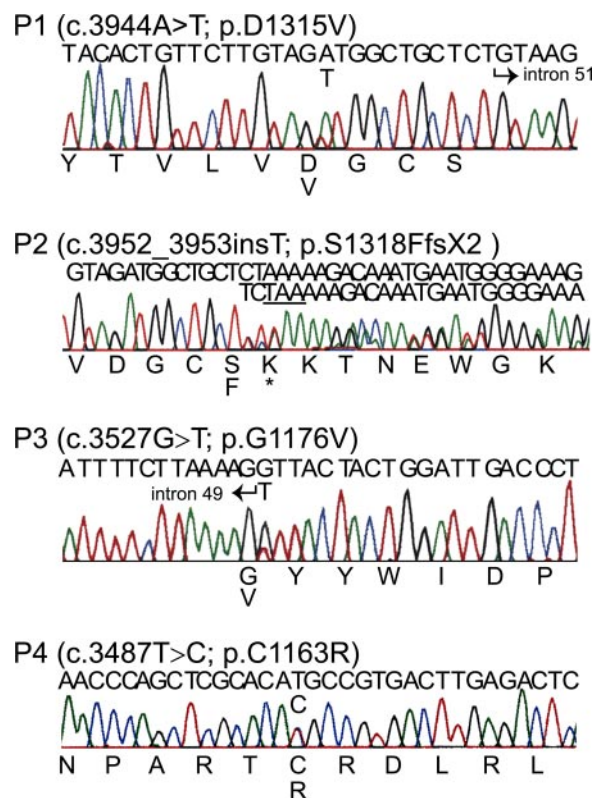 P1 (c.3944A>T; p.D1315V)
TACACTGTTCTTGTAGATGGCTGCTCTGTAAG
T
intron 51
Y T V L V D G C S
V
P2 (c.3952_3953insT; p.S1318FfsX2 )
GTAGATGGCTGCTCTAAAAAGACAAATGAATGGGGAAAG
TCTAAAAAGACAAATGAATGGGGAAA
V D G C S K K T N E W G K
F *
P3 (c.3527G>T; p.G1176V)
ATTTTCTTAAAAGGTTACTACTGGATTGACCCT
intron 49 T
G Y Y W I D P
V
P4 (c.3487T>C; p.C1163R)
AACCCAGCTCGCACATGCCGTGACTTGAGACTC
C
N P A R T C R D L R L
R